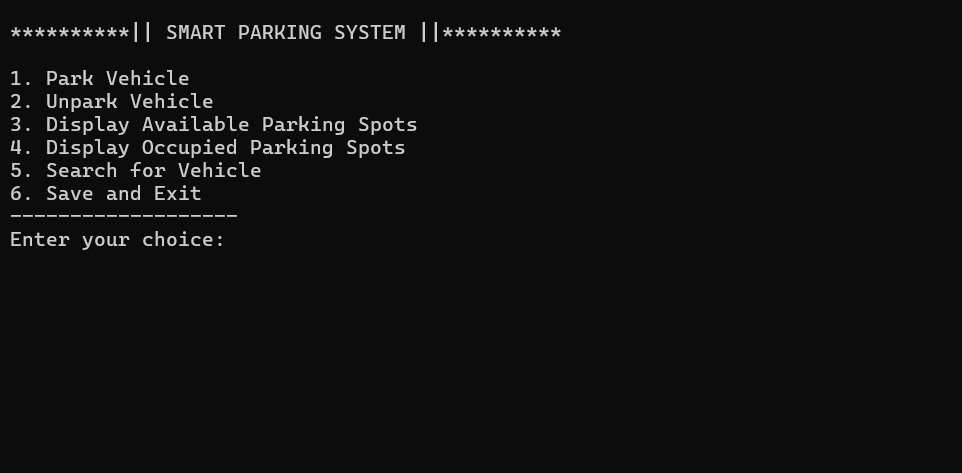 **********|| SMART PARKING SYSTEM ||**********
1. Park Vehicle
2. Unpark Vehicle
3. Display Available Parking Spots
4. Display Occupied Parking Spots
5. Search for Vehicle
6. Save and Exit
-------------------
Enter your choice: